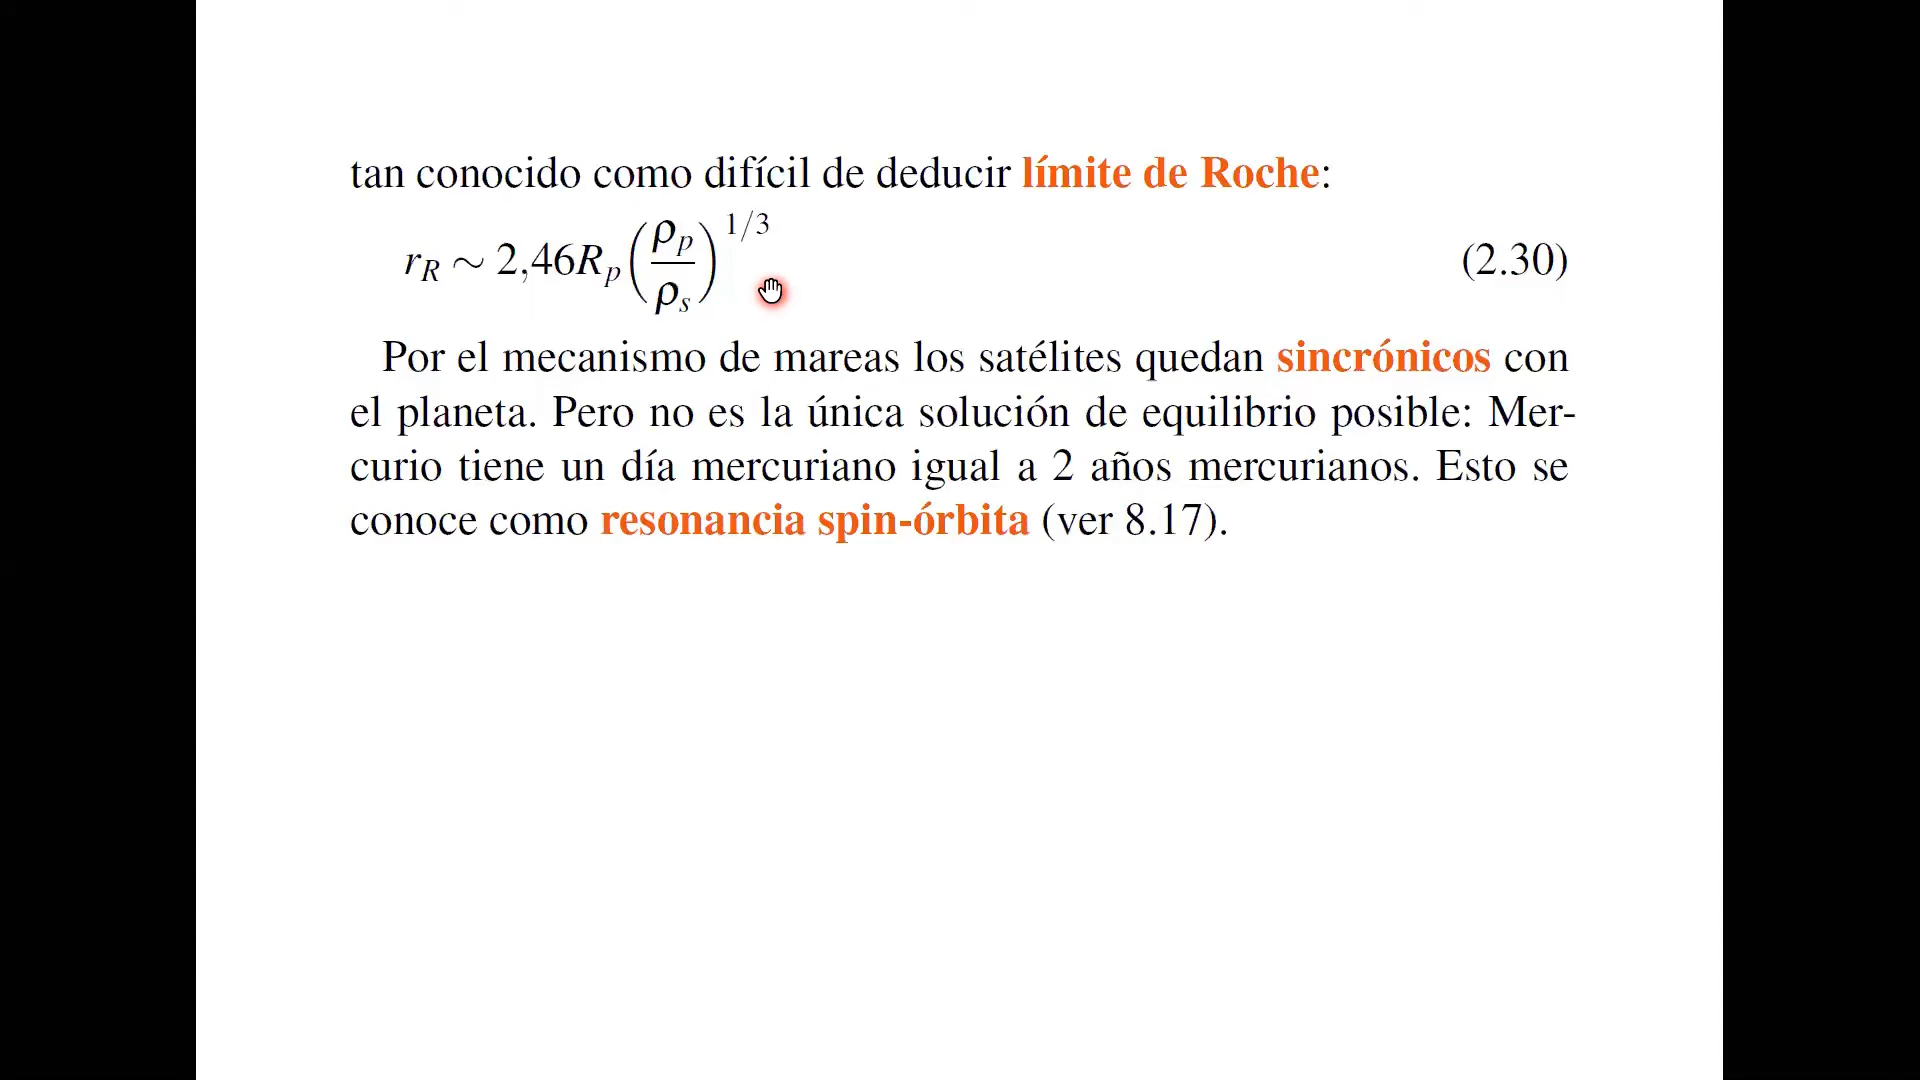 tan conocido como difícil de deducir límite de Roche:
r_R ∼ 2,46R_p(ρ_p/ρ_s)^{1/3} (2.30)
Por el mecanismo de mareas los satélites quedan sincrónicos con
el planeta. Pero no es la única solución de equilibrio posible: Mer-
curio tiene un día mercuriano igual a 2 años mercurianos. Esto se
conoce como resonancia spin-órbita (ver 8.17).